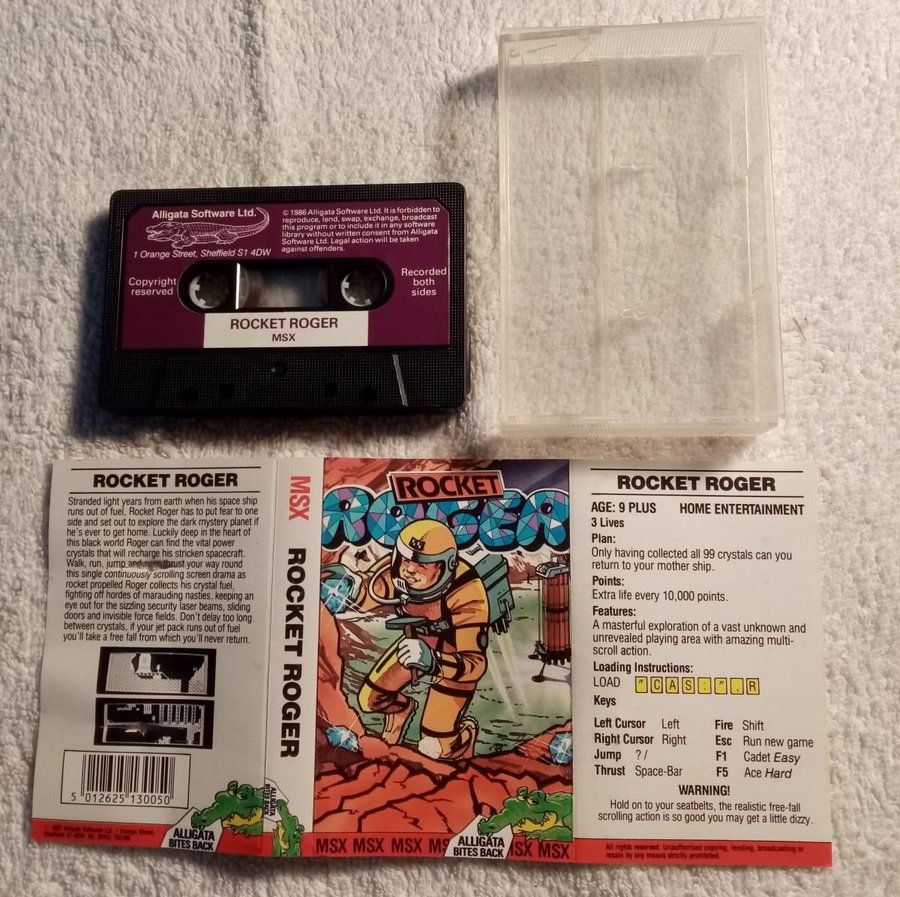 Alligata Software Ltd.
1 Orange Street, Sheffield S1 4DW
© 1986 Alligata Software Ltd. It is forbidden to
reproduce, lend, swap, exchange, broadcast
this program or to include it in any software
library without written consent from Alligata
Software Ltd. Legal action will be taken
against offenders.
Copyright
reserved
Recorded
both
sides
ROCKET ROGER
MSX
ROCKET ROGER
Stranded light years from earth when his space ship
runs out of fuel, Rocket Roger has to put fear to one
side and set out to explore the dark mystery planet if
he's ever to get home. Luckily deep in the heart of
this black world Roger can find the vital power
crystals that will recharge his stricken spacecraft.
Walk, run, jump and thrust your way round
this single continuously scrolling screen drama as
rocket propelled Roger collects his crystal fuel,
fighting off hordes of marauding nasties, keeping an
eye out for the sizzling security laser beams, sliding
doors and invisible force fields. Don't delay too long
between crystals, if your jet pack runs out of fuel
you'll take a free fall from which you'll never return.
5 012625 130050
Alligata Software Ltd. 1 Orange Street,
ALLIGATA
BITES BACK
MSX
ROCKET ROGER
ALLIGATA
BITES BACK
ROCKET
ROGER
MSX MSX MSX MSX
ALLIGATA
BITES BACK
MSX MSX
ROCKET ROGER
AGE: 9 PLUS HOME ENTERTAINMENT
3 Lives
Plan:
Only having collected all 99 crystals can you
return to your mother ship.
Points:
Extra life every 10,000 points.
Features:
A masterful exploration of a vast unknown and
unrevealed playing area with amazing multi-
scroll action.
Loading Instructions:
LOAD "CAS:",R
Keys
Left Cursor Left Fire Shift
Right Cursor Right Esc Run new game
Jump ? / F1 Cadet Easy
Thrust Space-Bar F5 Ace Hard
WARNING!
Hold on to your seatbelts, the realistic free-fall
scrolling action is so good you may get a little dizzy.
All rights reserved. Unauthorised copying, lending, broadcasting or
resale by any means strictly prohibited.